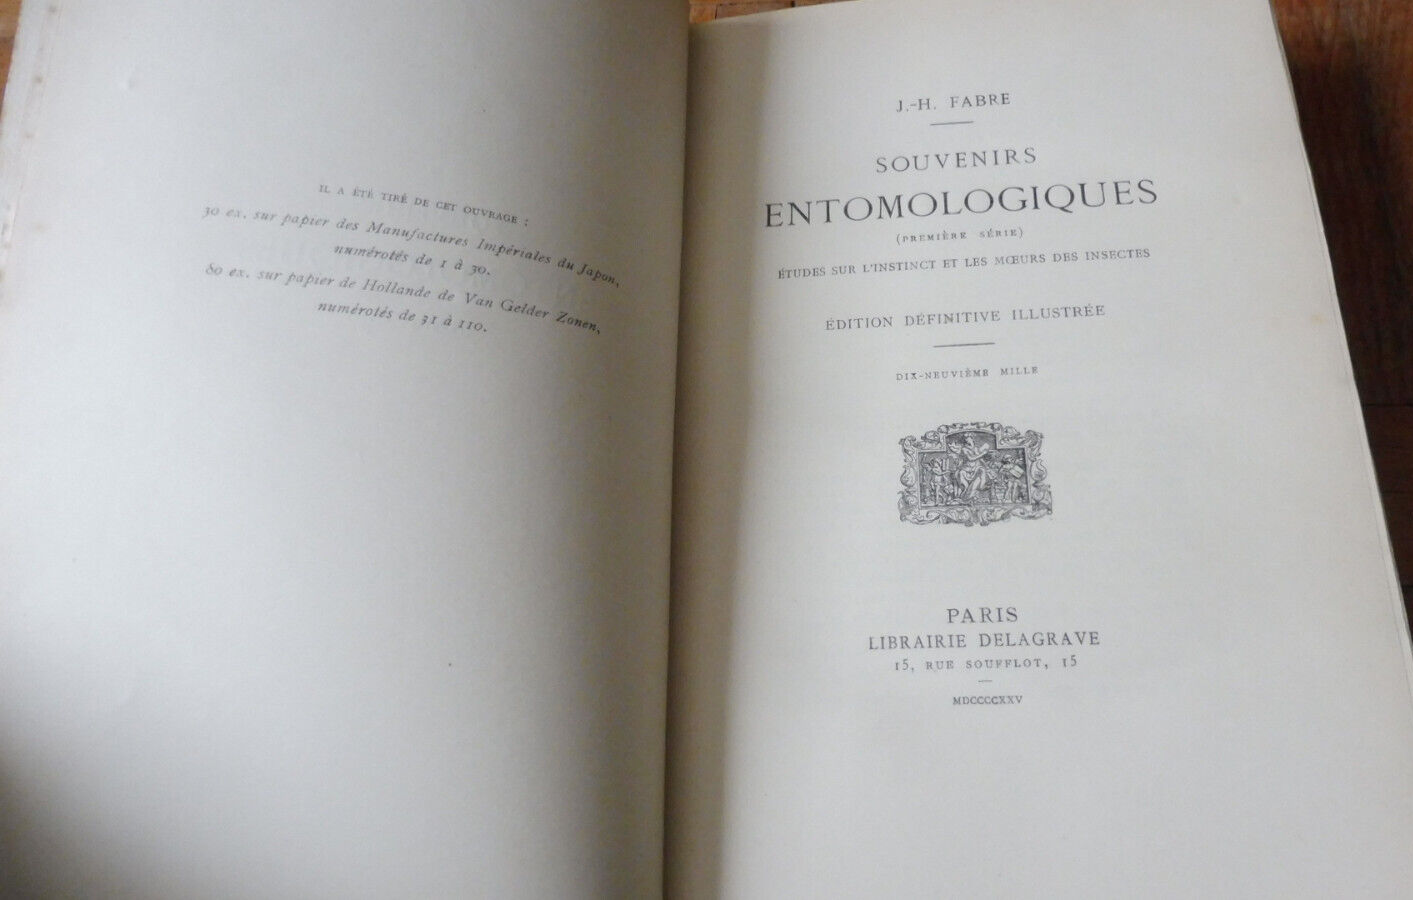 IL A ÉTÉ TIRÉ DE CET OUVRAGE :
30 ex. sur papier des Manufactures Impériales du Japon,
numérotés de 1 à 30.
80 ex. sur papier de Hollande de Van Gelder Zonen,
numérotés de 31 à 110.
J.-H. FABRE
SOUVENIRS
ENTOMOLOGIQUES
(PREMIÈRE SÉRIE)
ÉTUDES SUR L'INSTINCT ET LES MŒURS DES INSECTES
ÉDITION DÉFINITIVE ILLUSTRÉE
DIX-NEUVIÈME MILLE
PARIS
LIBRAIRIE DELAGRAVE
15, RUE SOUFFLOT, 15
MDCCCCXXV